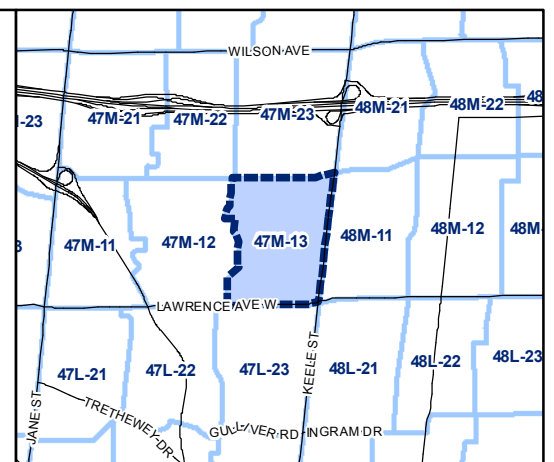 WILSON AVE
48M-22
48
47M-23
48M-21
47M-21
47M-22
-23
48M-11
48M-12
48M-
47M-11
47M-12
47M-13
LAWRENCE AVE W
KEELE ST
48L-23
48L-22
47L-21
47L-22
47L-23
48L-21
JANE ST
TRETHEWEY DR
GULLIVER RD
INGRAM DR